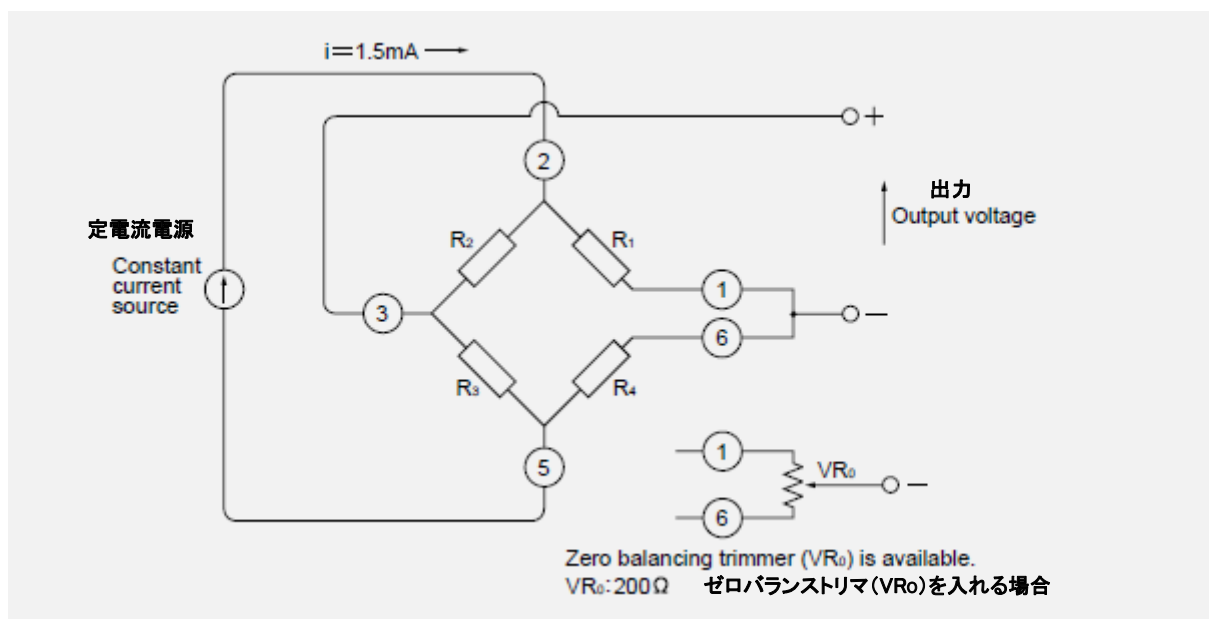 i＝1.5mA
＋
2
出力
Output voltage
定電流電源
Constant
current
source
R₂
R₁
1
3
－
6
R₃
R₄
5
1
VR₀
－
6
Zero balancing trimmer (VR₀) is available.
VR₀:200Ω ゼロバランストリマ(VRo)を入れる場合